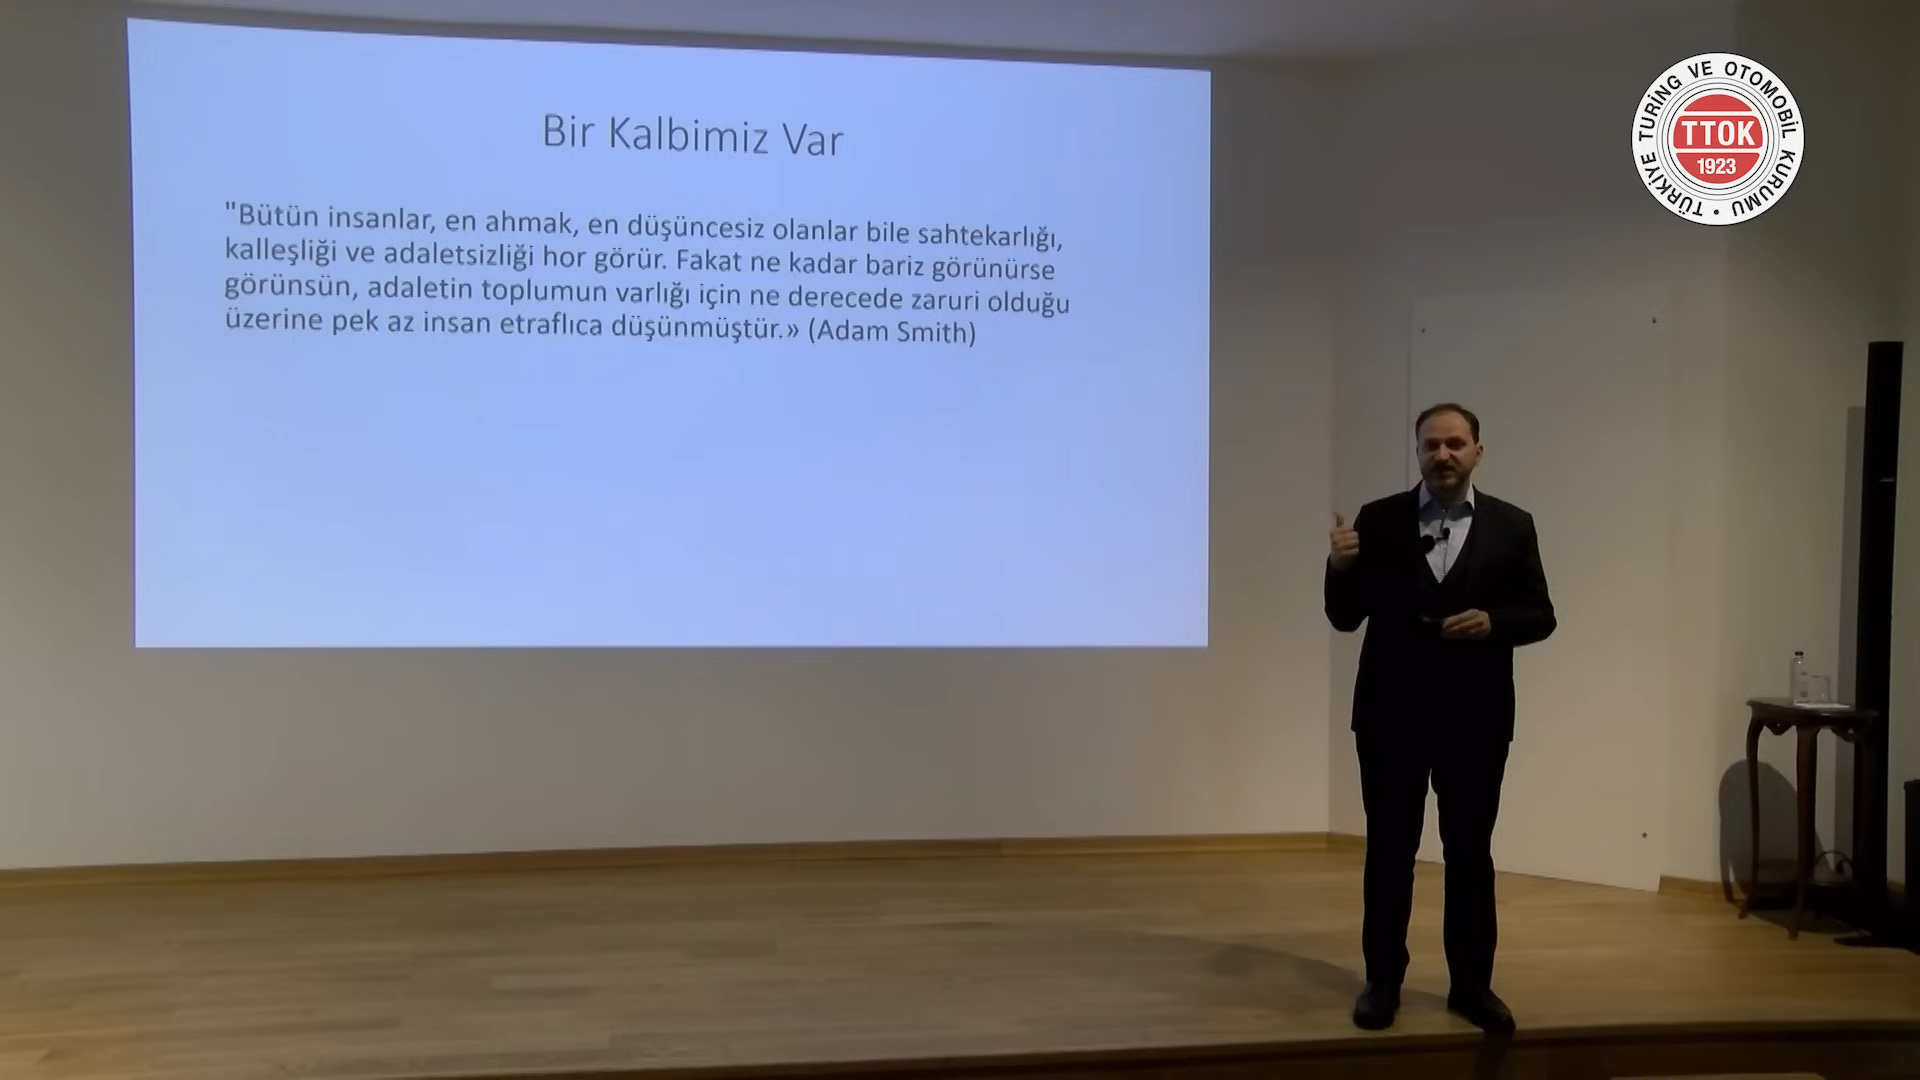 Bir Kalbimiz Var
"Bütün insanlar, en ahmak, en düşüncesiz olanlar bile sahtekarlığı,
kalleşliği ve adaletsizliği hor görür. Fakat ne kadar bariz görünürse
görünsün, adaletin toplumun varlığı için ne derecede zaruri olduğu
üzerine pek az insan etraflıca düşünmüştür.» (Adam Smith)
TÜRKİYE TURİNG VE OTOMOBİL KURUMU •
TTOK
1923